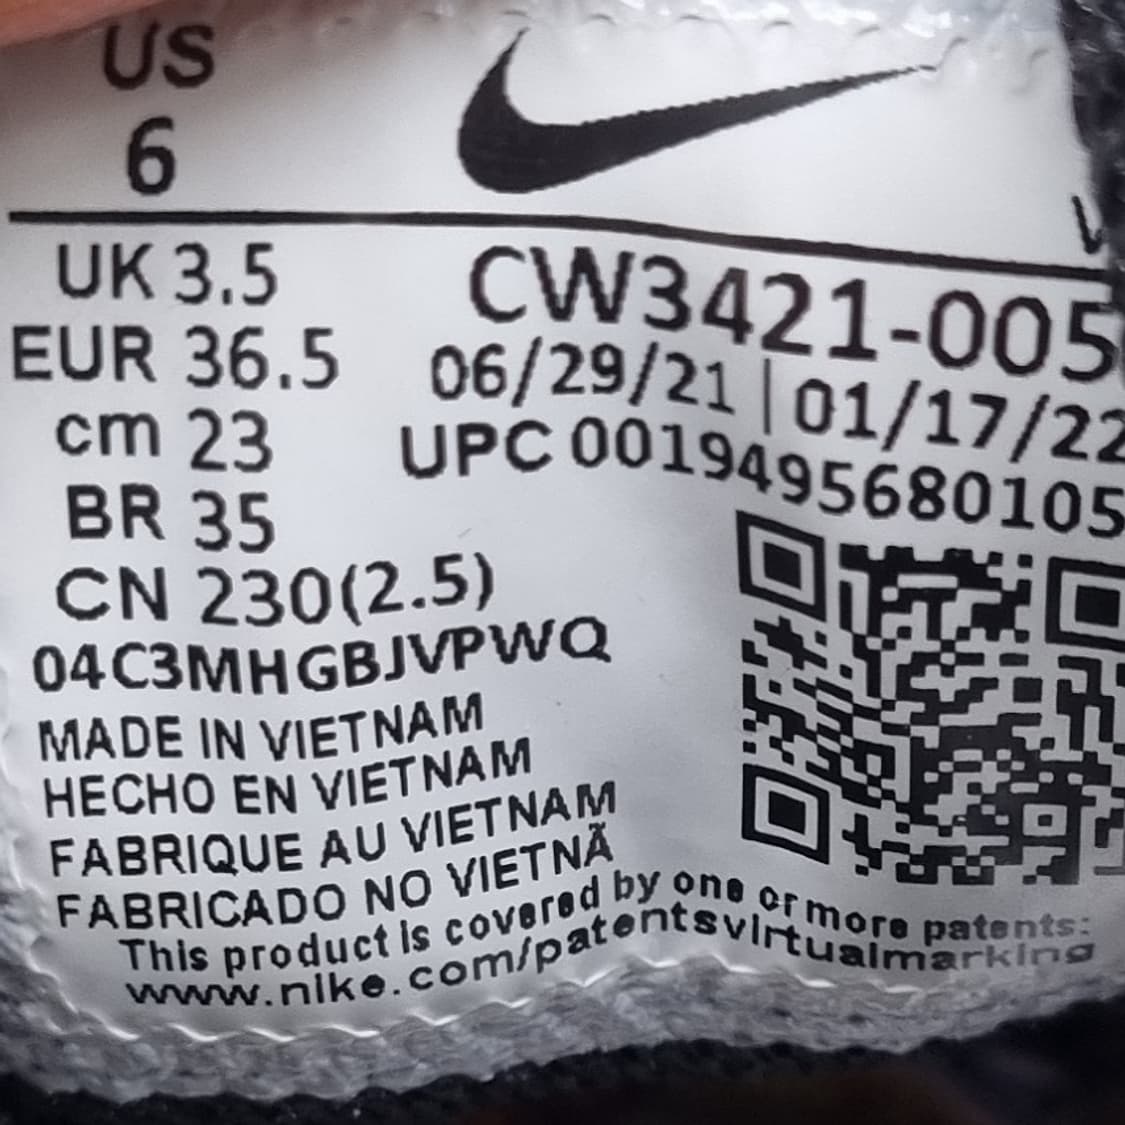 US
6
UK 3.5
EUR 36.5
cm 23
BR 35
CN 230(2.5)
04C3MHGBJVPWQ
MADE IN VIETNAM
HECHO EN VIETNAM
FABRIQUE AU VIETNAM
FABRICADO NO VIETNÃ
This product is covered by one or more patents:
www.nike.com/patentsvirtualmarking
CW3421-005
06/29/21 | 01/17/22
UPC 0019495680105